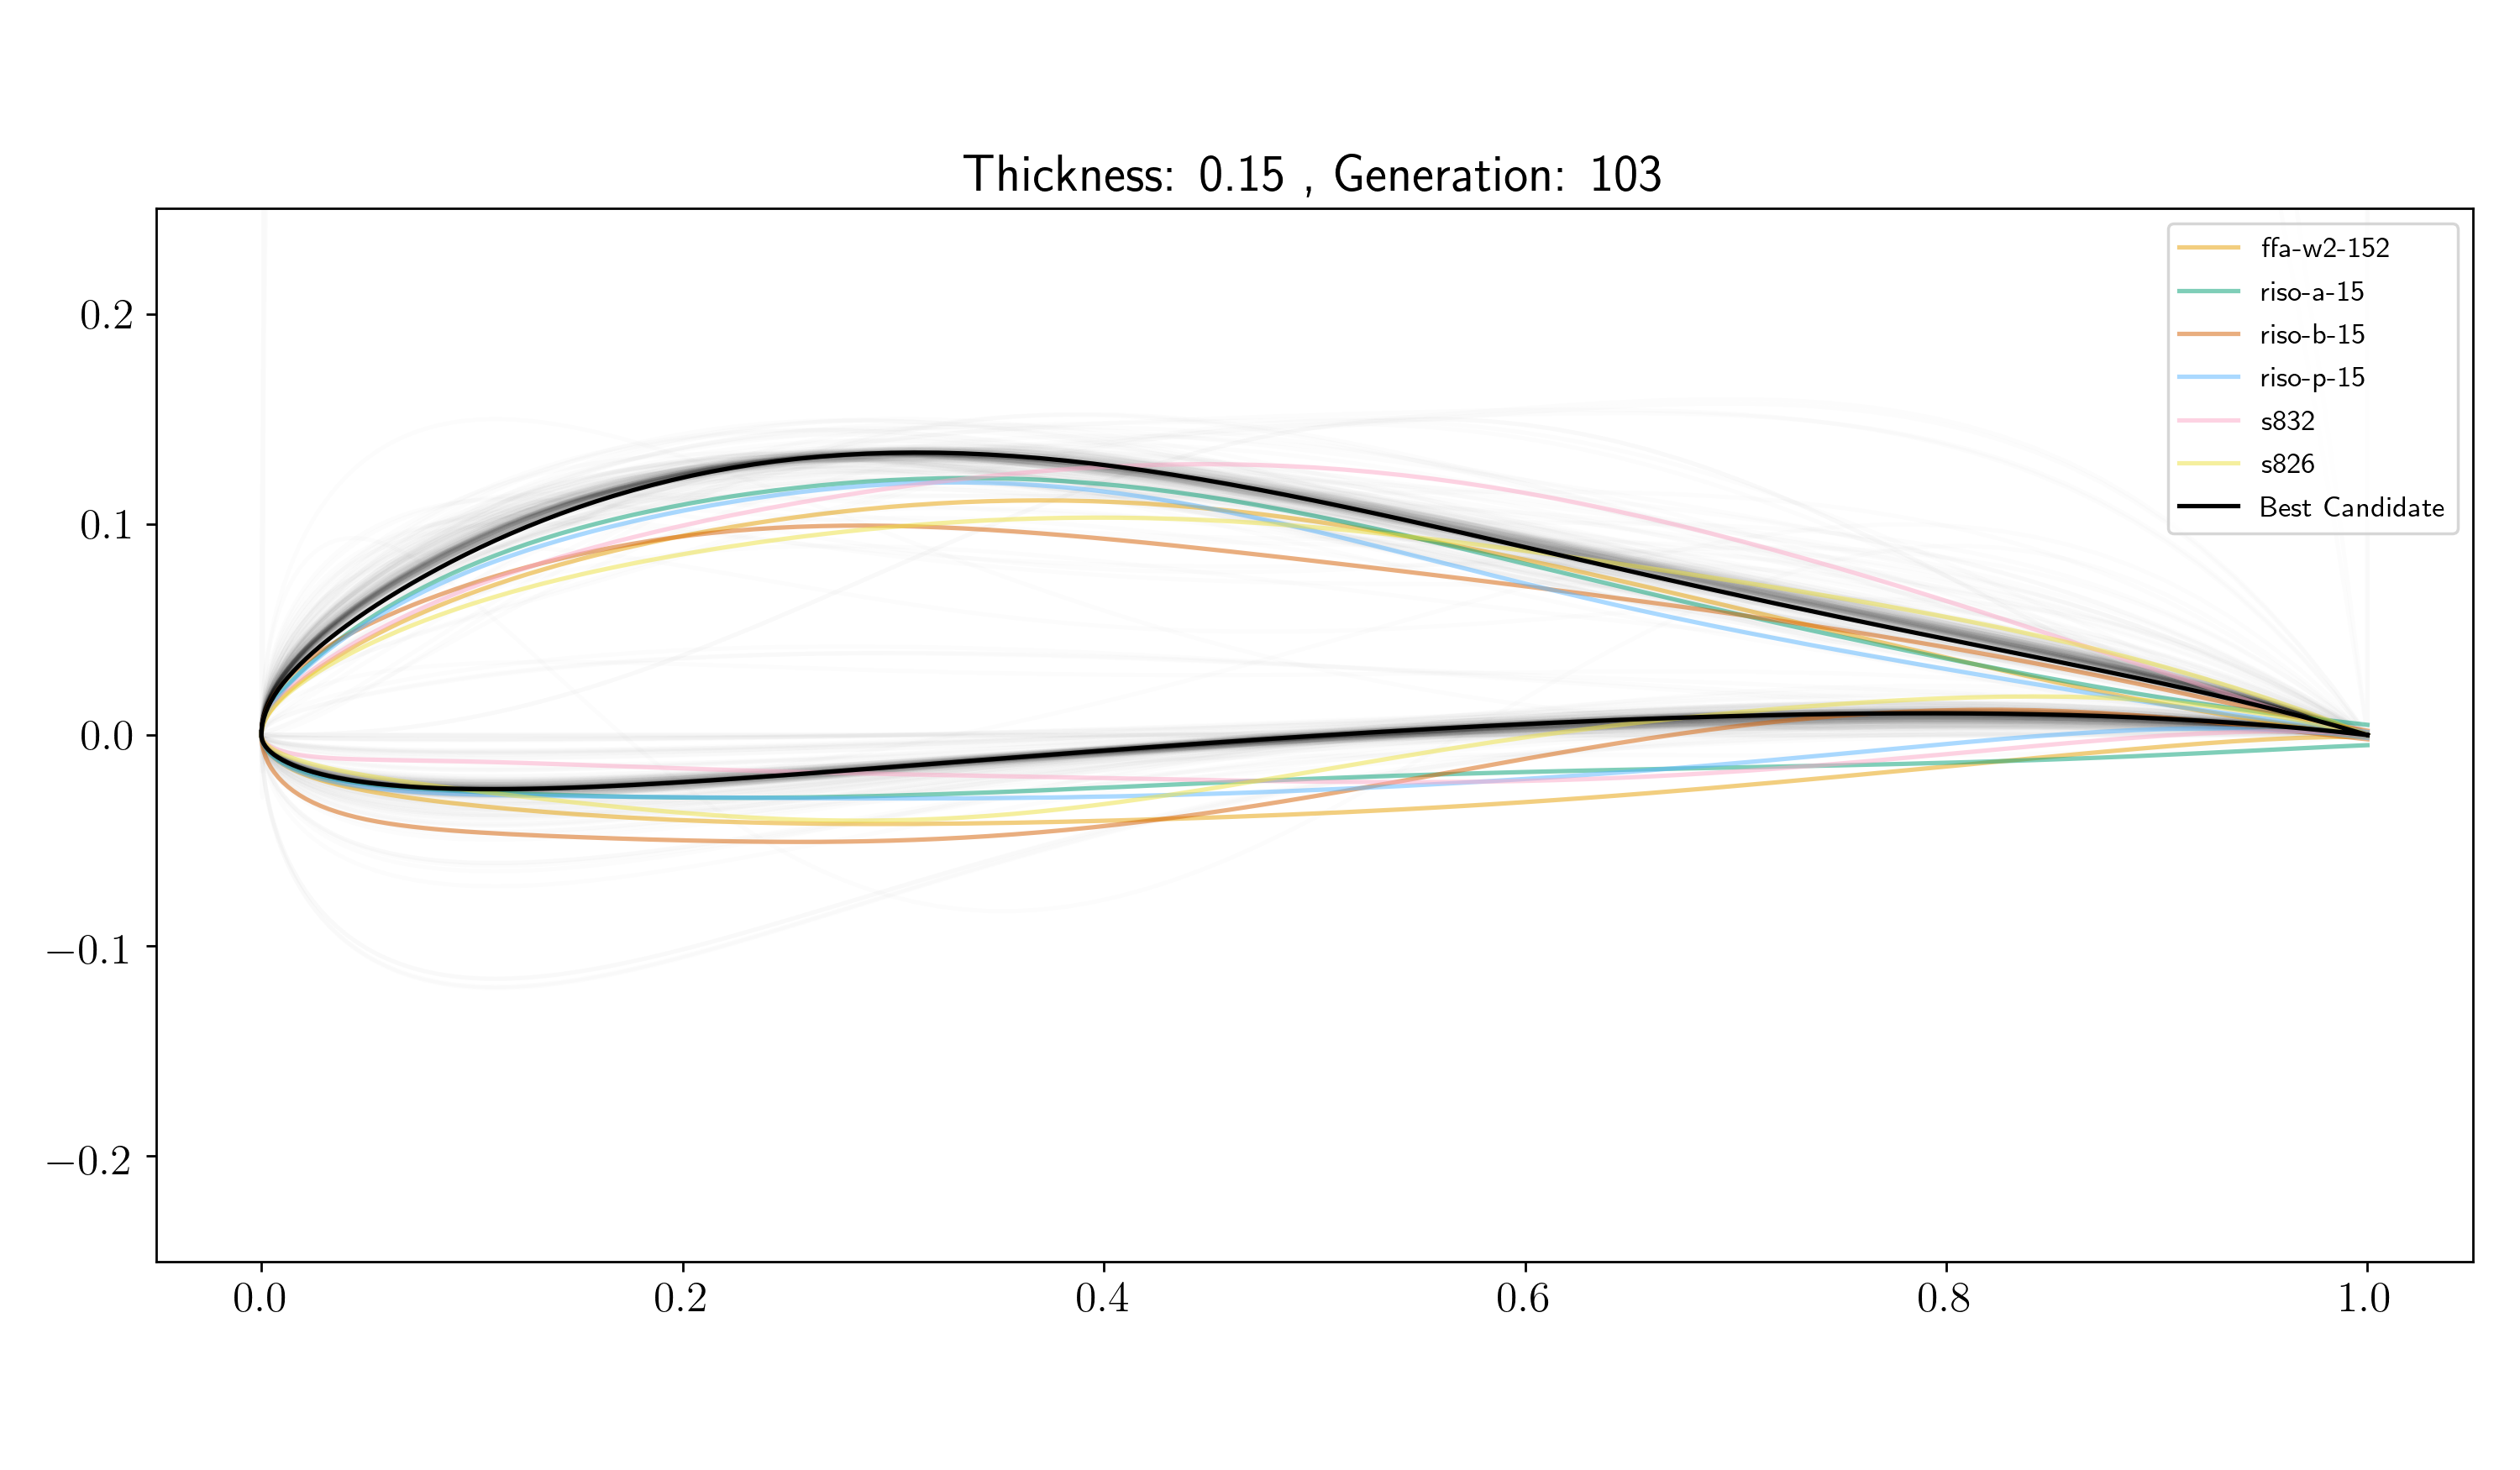 Thickness: 0.15 , Generation: 103
ffa-w2-152
riso-a-15
riso-b-15
riso-p-15
s832
s826
Best Candidate
0.2
0.1
0.0
−0.1
−0.2
0.0 0.2 0.4 0.6 0.8 1.0